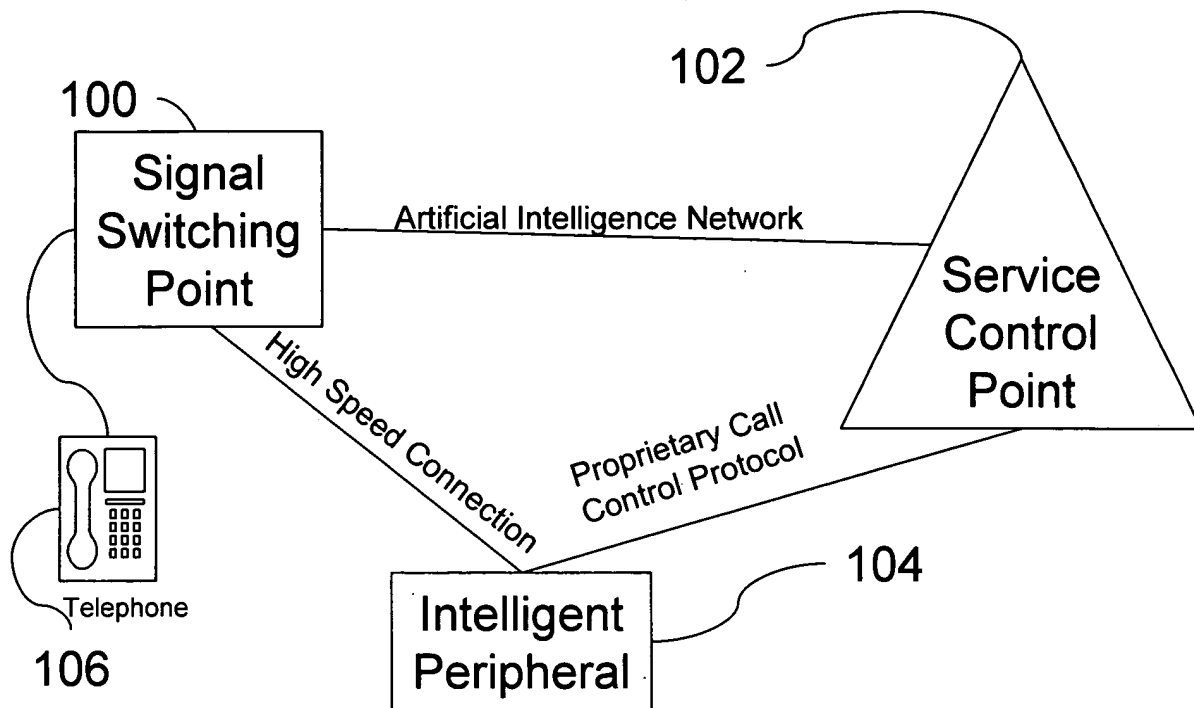 102
100
Signal
Switching
Point
Artificial Intelligence Network
Service
Control
Point
High Speed Connection
Proprietary Call
Control Protocol
104
Telephone
Intelligent
Peripheral
106